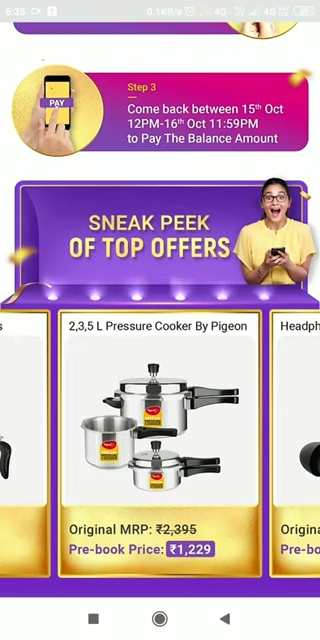 6:35
0.1KB/s
4G
4G
PAY
Step 3
Come back between 15th Oct
12PM-16th Oct 11:59PM
to Pay The Balance Amount
SNEAK PEEK
OF TOP OFFERS
s
2,3,5 L Pressure Cooker By Pigeon
Headph
Original MRP: ₹2,395
Pre-book Price: ₹1,229
Origina
Pre-bo